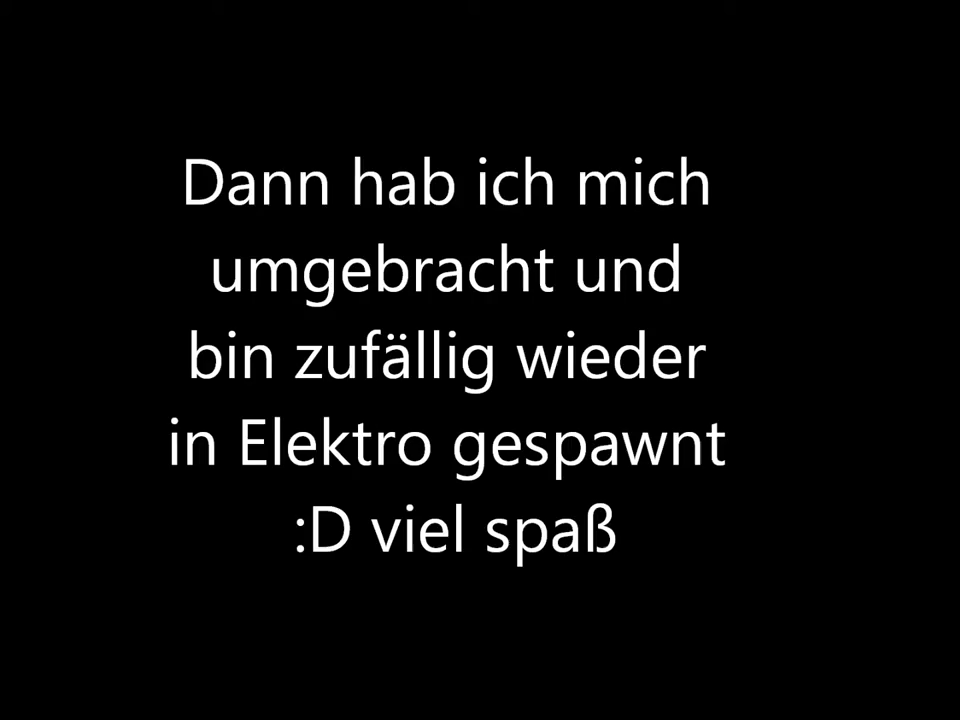 Dann hab ich mich
umgebracht und
bin zufällig wieder
in Elektro gespawnt
:D viel spaß